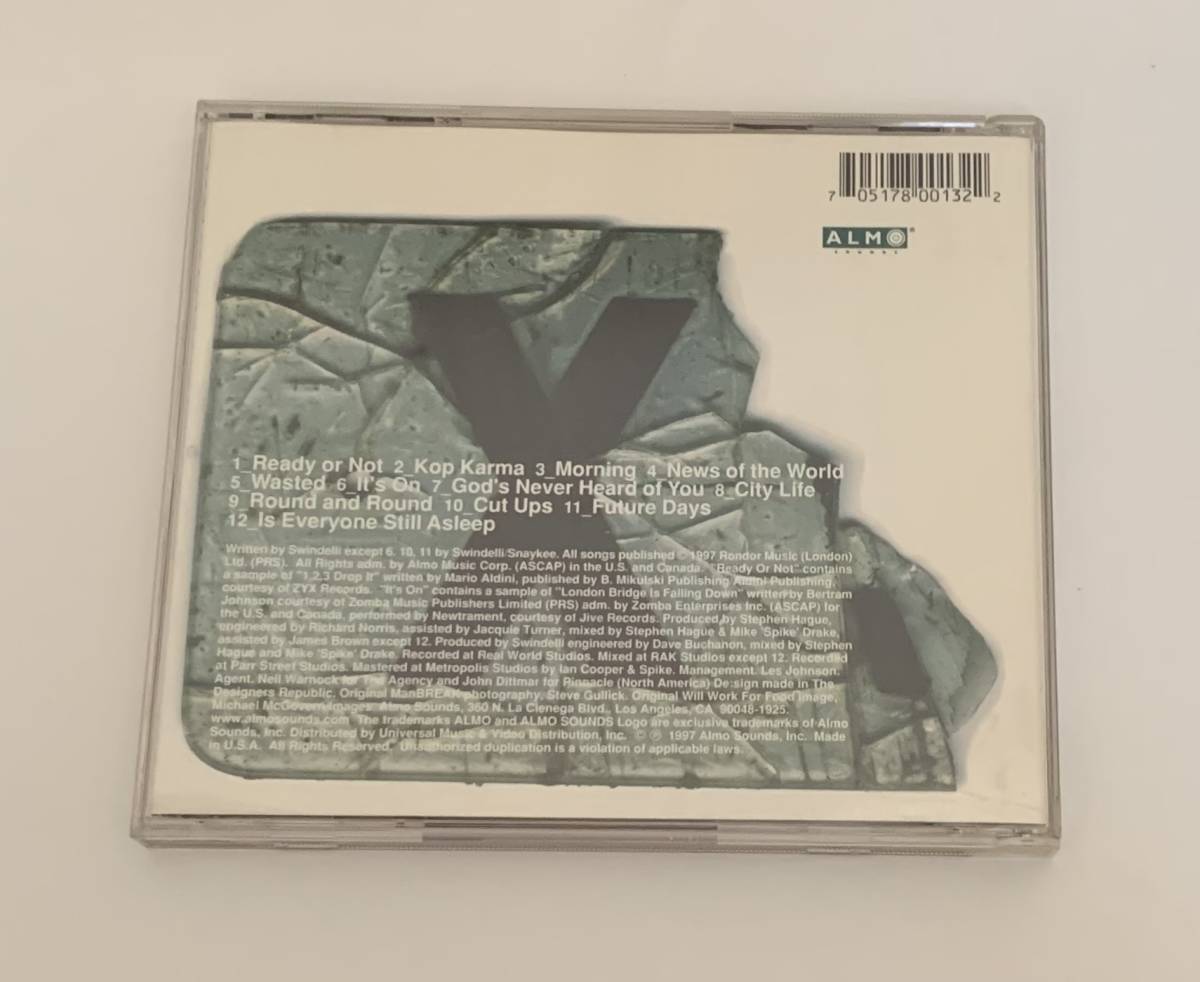 7 05178 00132 2
ALMO
SOUNDS
1_Ready or Not 2_Kop Karma 3_Morning 4_News of the World
5_Wasted 6_It's On 7_God's Never Heard of You 8_City Life
9_Round and Round 10_Cut Ups 11_Future Days
12_Is Everyone Still Asleep
Written by Swindelli except 6, 10, 11 by Swindelli/Snaykee. All songs published ©1997 Rondor Music (London)
Ltd. (PRS). All Rights adm. by Almo Music Corp. (ASCAP) in the U.S. and Canada. "Ready Or Not" contains
a sample of "1,2,3 Drop It" written by Mario Aldini, published by B. Mikulski Publishing Aldini Publishing,
courtesy of ZYX Records. "It's On" contains a sample of "London Bridge Is Falling Down" written by Bertram
Johnson courtesy of Zomba Music Publishers Limited (PRS) adm. by Zomba Enterprises Inc. (ASCAP) for
the U.S. and Canada, performed by Newtrament, courtesy of Jive Records. Produced by Stephen Hague,
engineered by Richard Norris, assisted by Jacquie Turner, mixed by Stephen Hague & Mike 'Spike' Drake,
assisted by James Brown except 12. Produced by Swindelli engineered by Dave Buchanon, mixed by Stephen
Hague and Mike 'Spike' Drake. Recorded at Real World Studios. Mixed at RAK Studios except 12. Recorded
at Parr Street Studios. Mastered at Metropolis Studios by Ian Cooper & Spike. Management. Les Johnson.
Agent. Neil Warnock for The Agency and John Dittmar for Pinnacle (North America) De:sign made in The
Designers Republic. Original ManBREAK photography. Steve Gullick. Original Will Work For Food image,
Michael McGovern/Images. Almo Sounds, 360 N. La Cienega Blvd., Los Angeles, CA 90048-1925.
www.almosounds.com The trademarks ALMO and ALMO SOUNDS Logo are exclusive trademarks of Almo
Sounds, Inc. Distributed by Universal Music & Video Distribution, Inc. © ℗ 1997 Almo Sounds, Inc. Made
in U.S.A. All Rights Reserved. Unauthorized duplication is a violation of applicable laws.